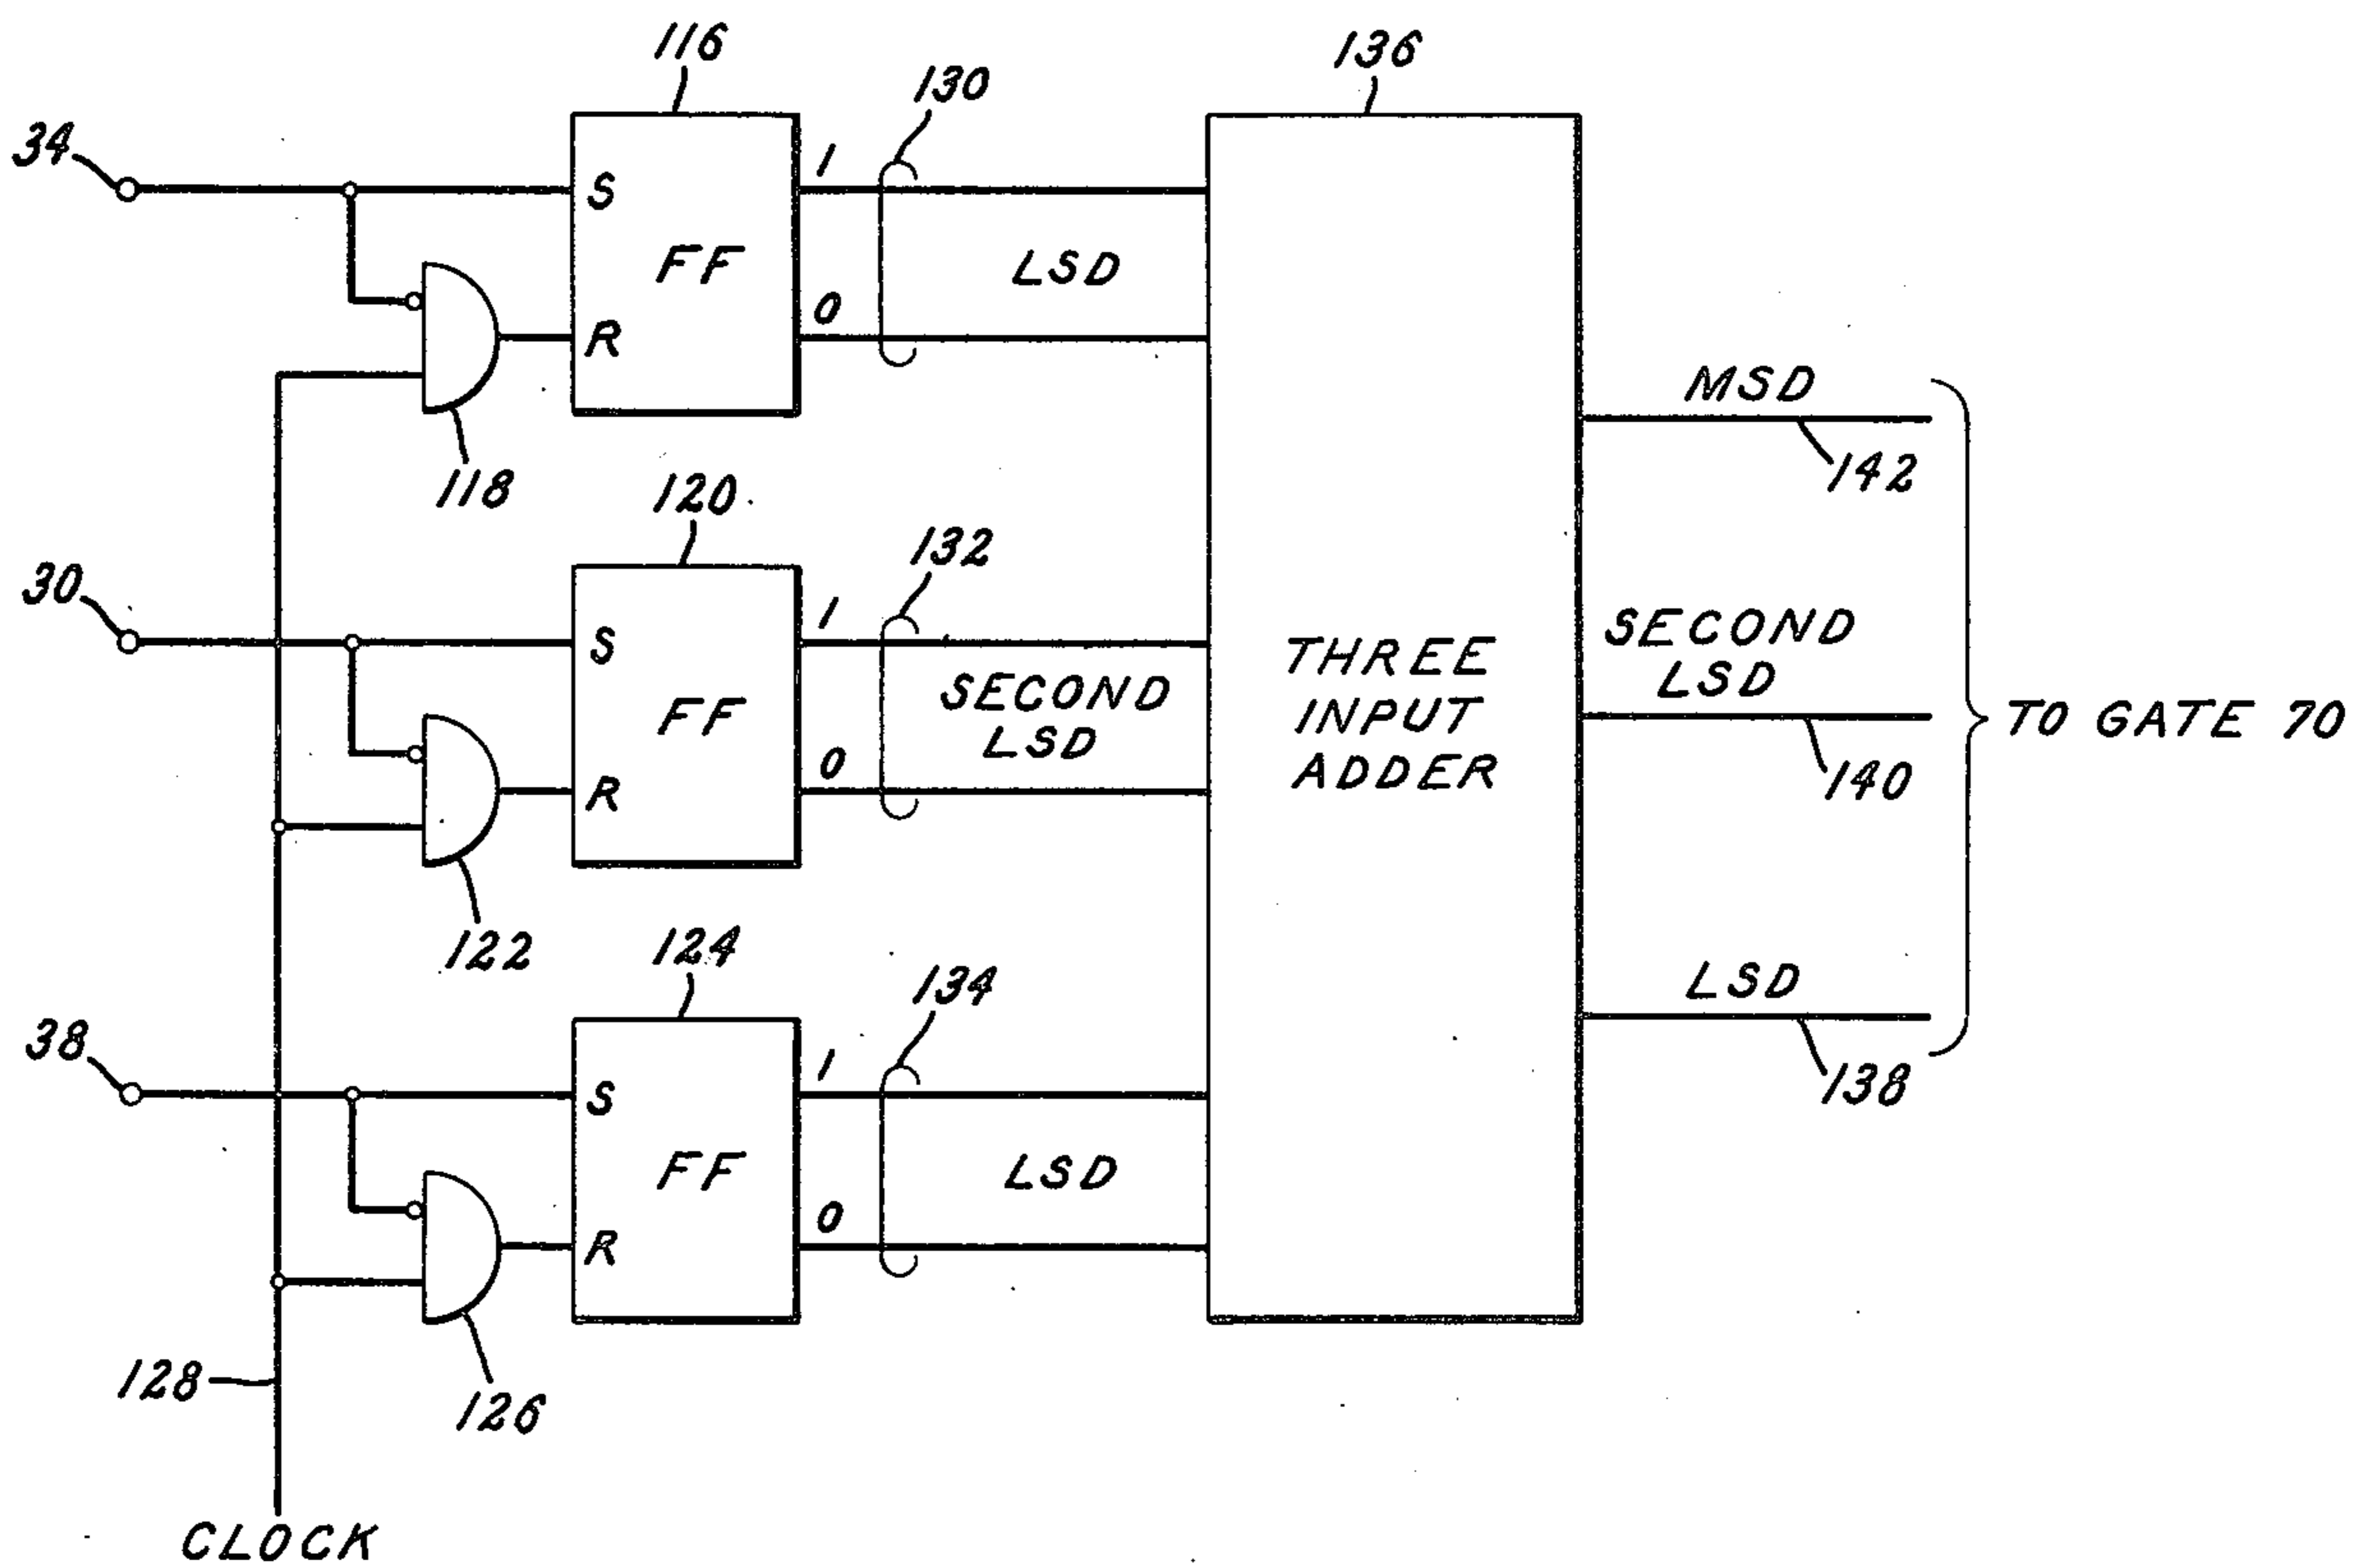 116
136
130
34
1
S
FF
LSD
0
R
MSD
142
118
120
132
30
1
S
SECOND
LSD
THREE
INPUT
ADDER
SECOND
LSD
FF
TO GATE 70
0
R
140
122
124
134
LSD
38
1
138
S
FF
LSD
0
R
128
126
CLOCK